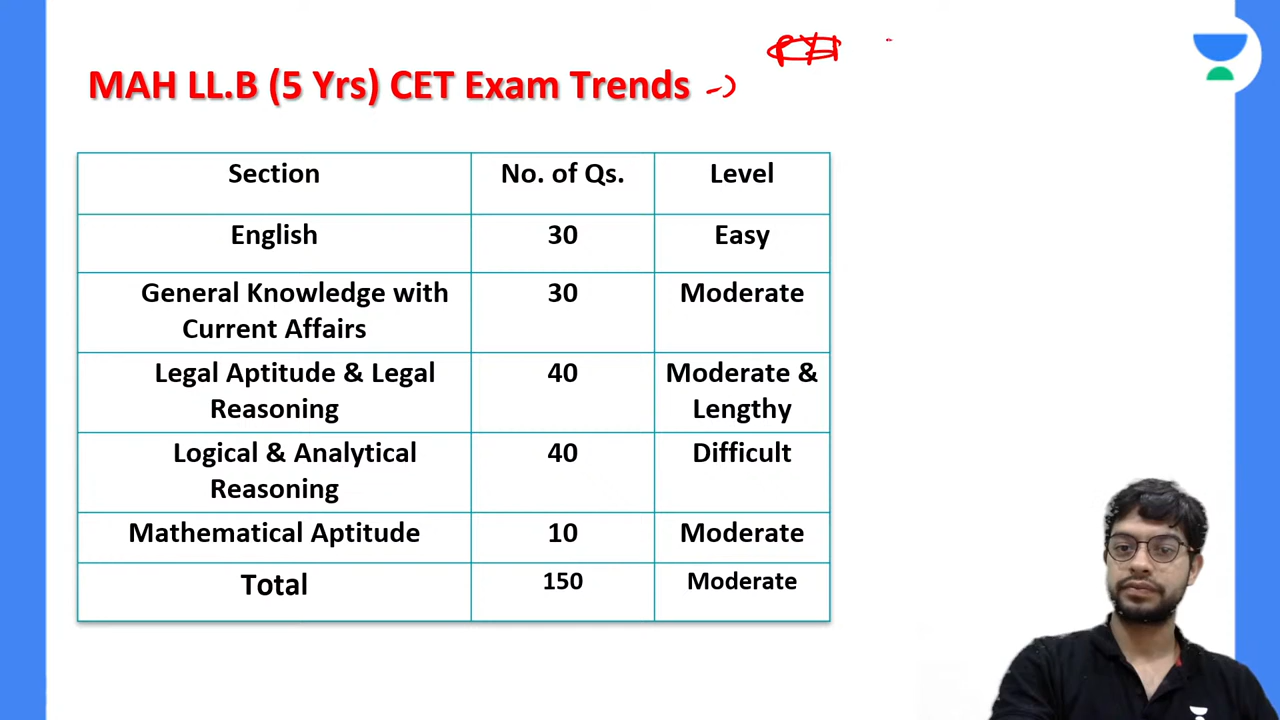 MAH LL.B (5 Yrs) CET Exam Trends
Section No. of Qs. Level
English 30 Easy
General Knowledge with
Current Affairs 30 Moderate
Legal Aptitude & Legal
Reasoning 40 Moderate &
Lengthy
Logical & Analytical
Reasoning 40 Difficult
Mathematical Aptitude 10 Moderate
Total 150 Moderate